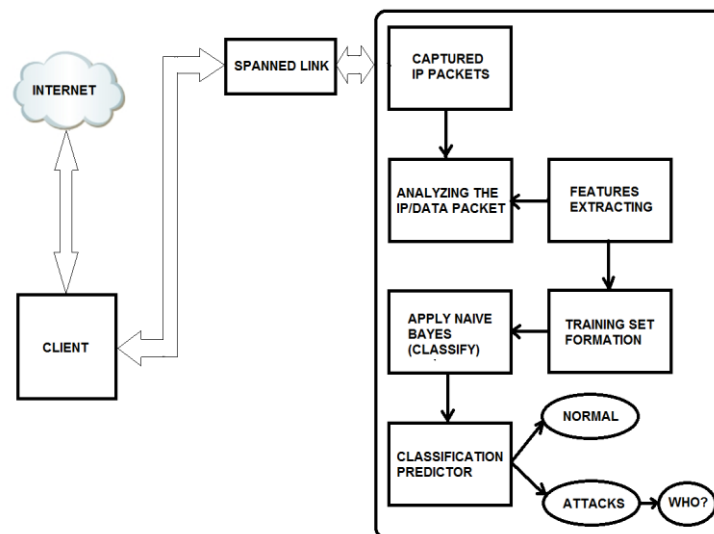 INTERNET
SPANNED LINK
CAPTURED
IP PACKETS
ANALYZING THE
IP/DATA PACKET
FEATURES
EXTRACTING
CLIENT
APPLY NAIVE
BAYES
(CLASSIFY)
TRAINING SET
FORMATION
CLASSIFICATION
PREDICTOR
NORMAL
ATTACKS
WHO?